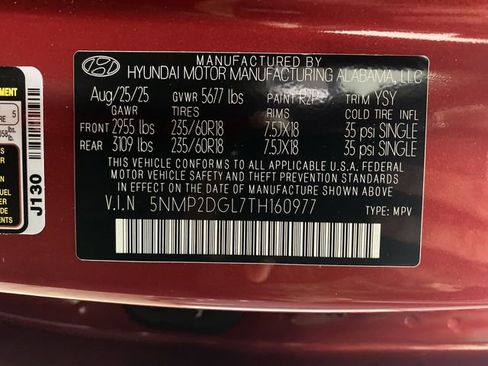 MANUFACTURED BY
HYUNDAI MOTOR MANUFACTURING ALABAMA, LLC
Aug/25/25 GVWR 5677 lbs PAINT R2P TRIM YSY
GAWR TIRES RIMS COLD TIRE INFL
FRONT 2955 lbs 235/60R18 7.5JX18 35 psi SINGLE
REAR 3109 lbs 235/60R18 7.5JX18 35 psi SINGLE
THIS VEHICLE CONFORMS TO ALL APPLICABLE U.S.A. FEDERAL
MOTOR VEHICLE SAFETY AND THEFT PREVENTION STANDARDS
IN EFFECT ON THE DATE OF MANUFACTURE SHOWN ABOVE
V.I.N 5NMP2DGL7TH160977 TYPE: MPV
J130